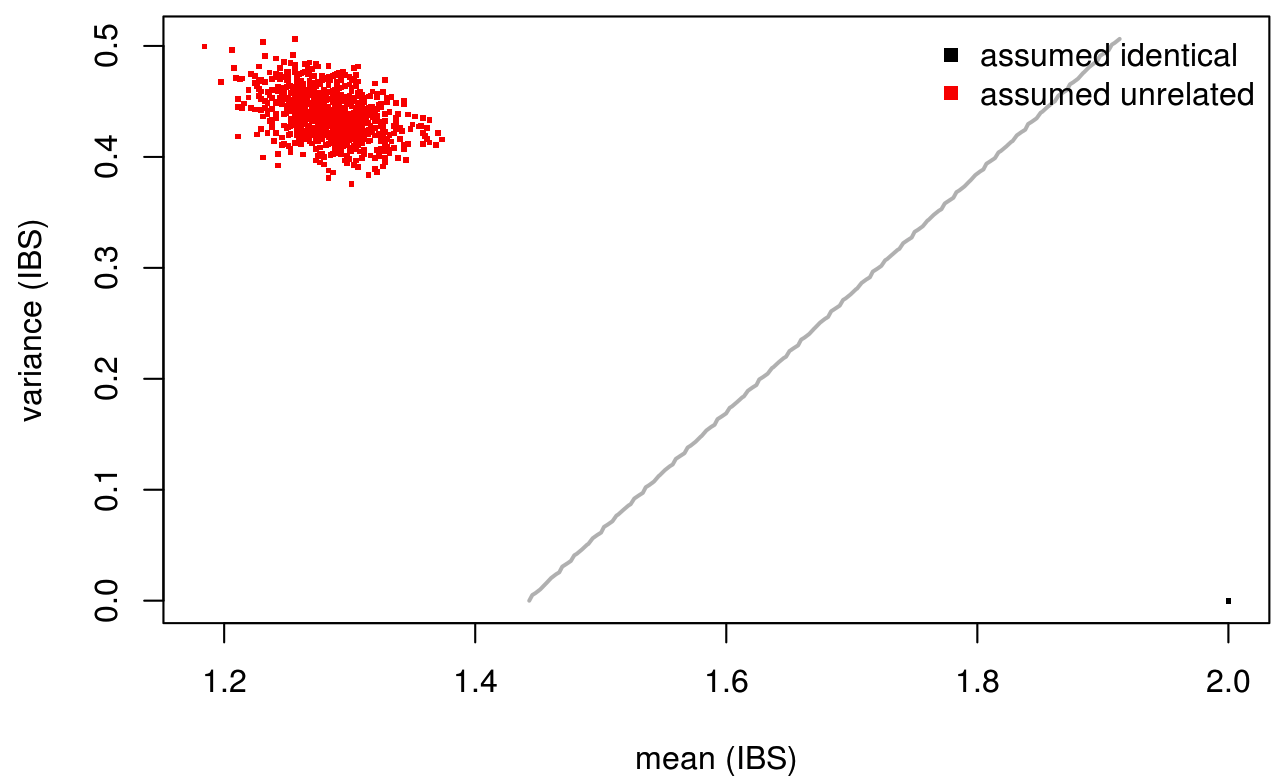 assumed identical
assumed unrelated
0.5
0.4
0.3
0.2
0.1
0.0
variance (IBS)
1.2 1.4 1.6 1.8 2.0
mean (IBS)